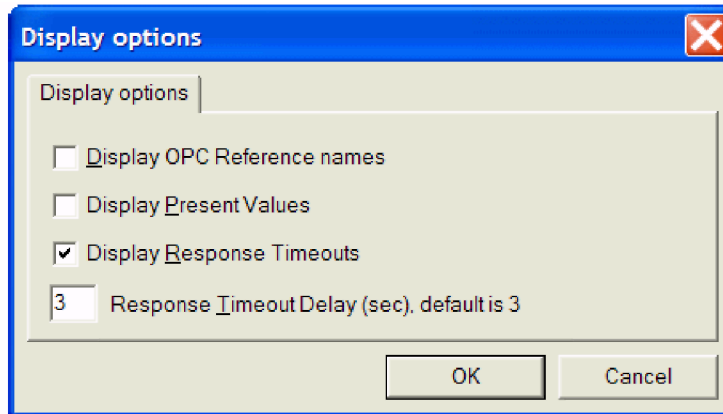 Display options
Display options
Display OPC Reference names
Display Present Values
Display Response Timeouts
3 Response Timeout Delay (sec), default is 3
OK Cancel